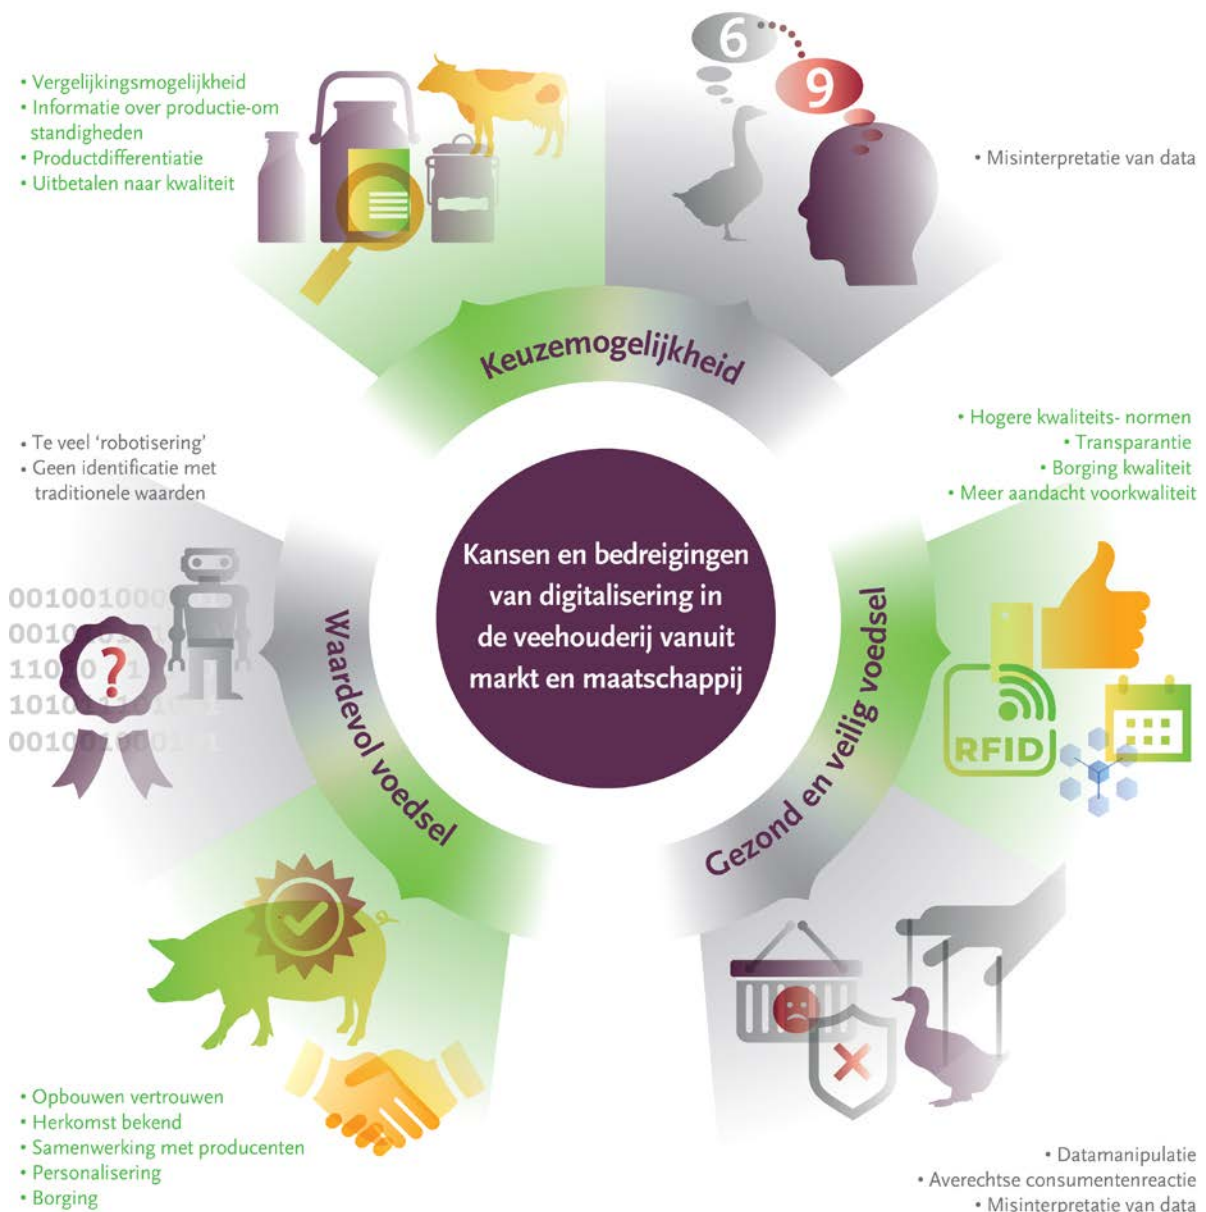 6
9
• Vergelijkingsmogelijkheid
• Informatie over productie-om
standigheden
• Productdifferentiatie
• Uitbetalen naar kwaliteit
• Misinterpretatie van data
Keuzemogelijkheid
• Te veel ‘robotisering’
• Geen identificatie met
traditionele waarden
• Hogere kwaliteits- normen
• Transparantie
• Borging kwaliteit
• Meer aandacht voorkwaliteit
Kansen en bedreigingen
van digitalisering in
de veehouderij vanuit
markt en maatschappij
Waardevol voedsel
Gezond en veilig voedsel
?
RFID
• Opbouwen vertrouwen
• Herkomst bekend
• Samenwerking met producenten
• Personalisering
• Borging
• Datamanipulatie
• Averechtse consumentenreactie
• Misinterpretatie van data